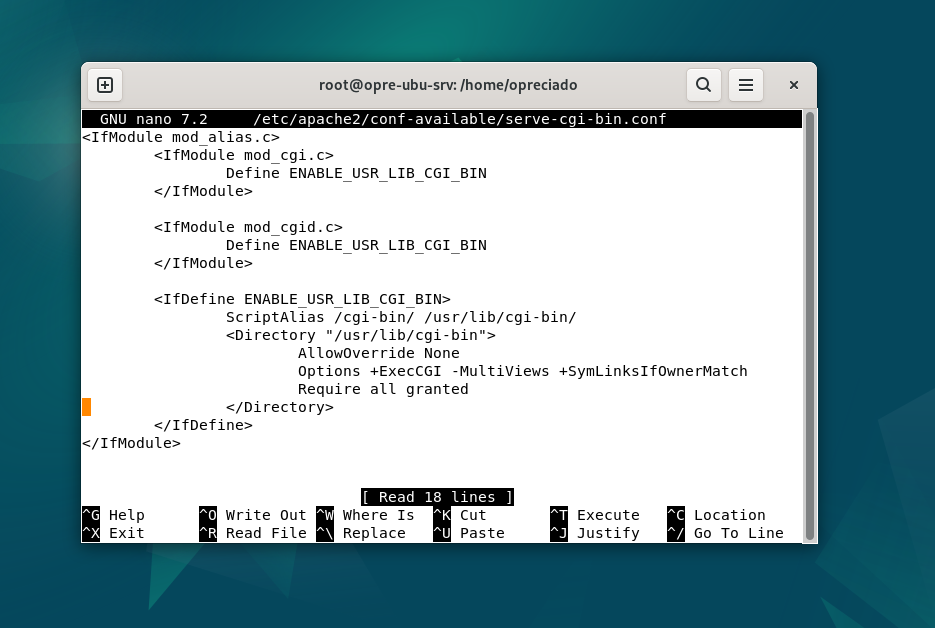 root@opre-ubu-srv: /home/opreciado
GNU nano 7.2 /etc/apache2/conf-available/serve-cgi-bin.conf
<IfModule mod_alias.c>
        <IfModule mod_cgi.c>
                Define ENABLE_USR_LIB_CGI_BIN
        </IfModule>

        <IfModule mod_cgid.c>
                Define ENABLE_USR_LIB_CGI_BIN
        </IfModule>

        <IfDefine ENABLE_USR_LIB_CGI_BIN>
                ScriptAlias /cgi-bin/ /usr/lib/cgi-bin/
                <Directory "/usr/lib/cgi-bin">
                        AllowOverride None
                        Options +ExecCGI -MultiViews +SymLinksIfOwnerMatch
                        Require all granted
                </Directory>
        </IfDefine>
</IfModule>
[ Read 18 lines ]
^G Help ^O Write Out ^W Where Is ^K Cut ^T Execute ^C Location
^X Exit ^R Read File ^\ Replace ^U Paste ^J Justify ^/ Go To Line